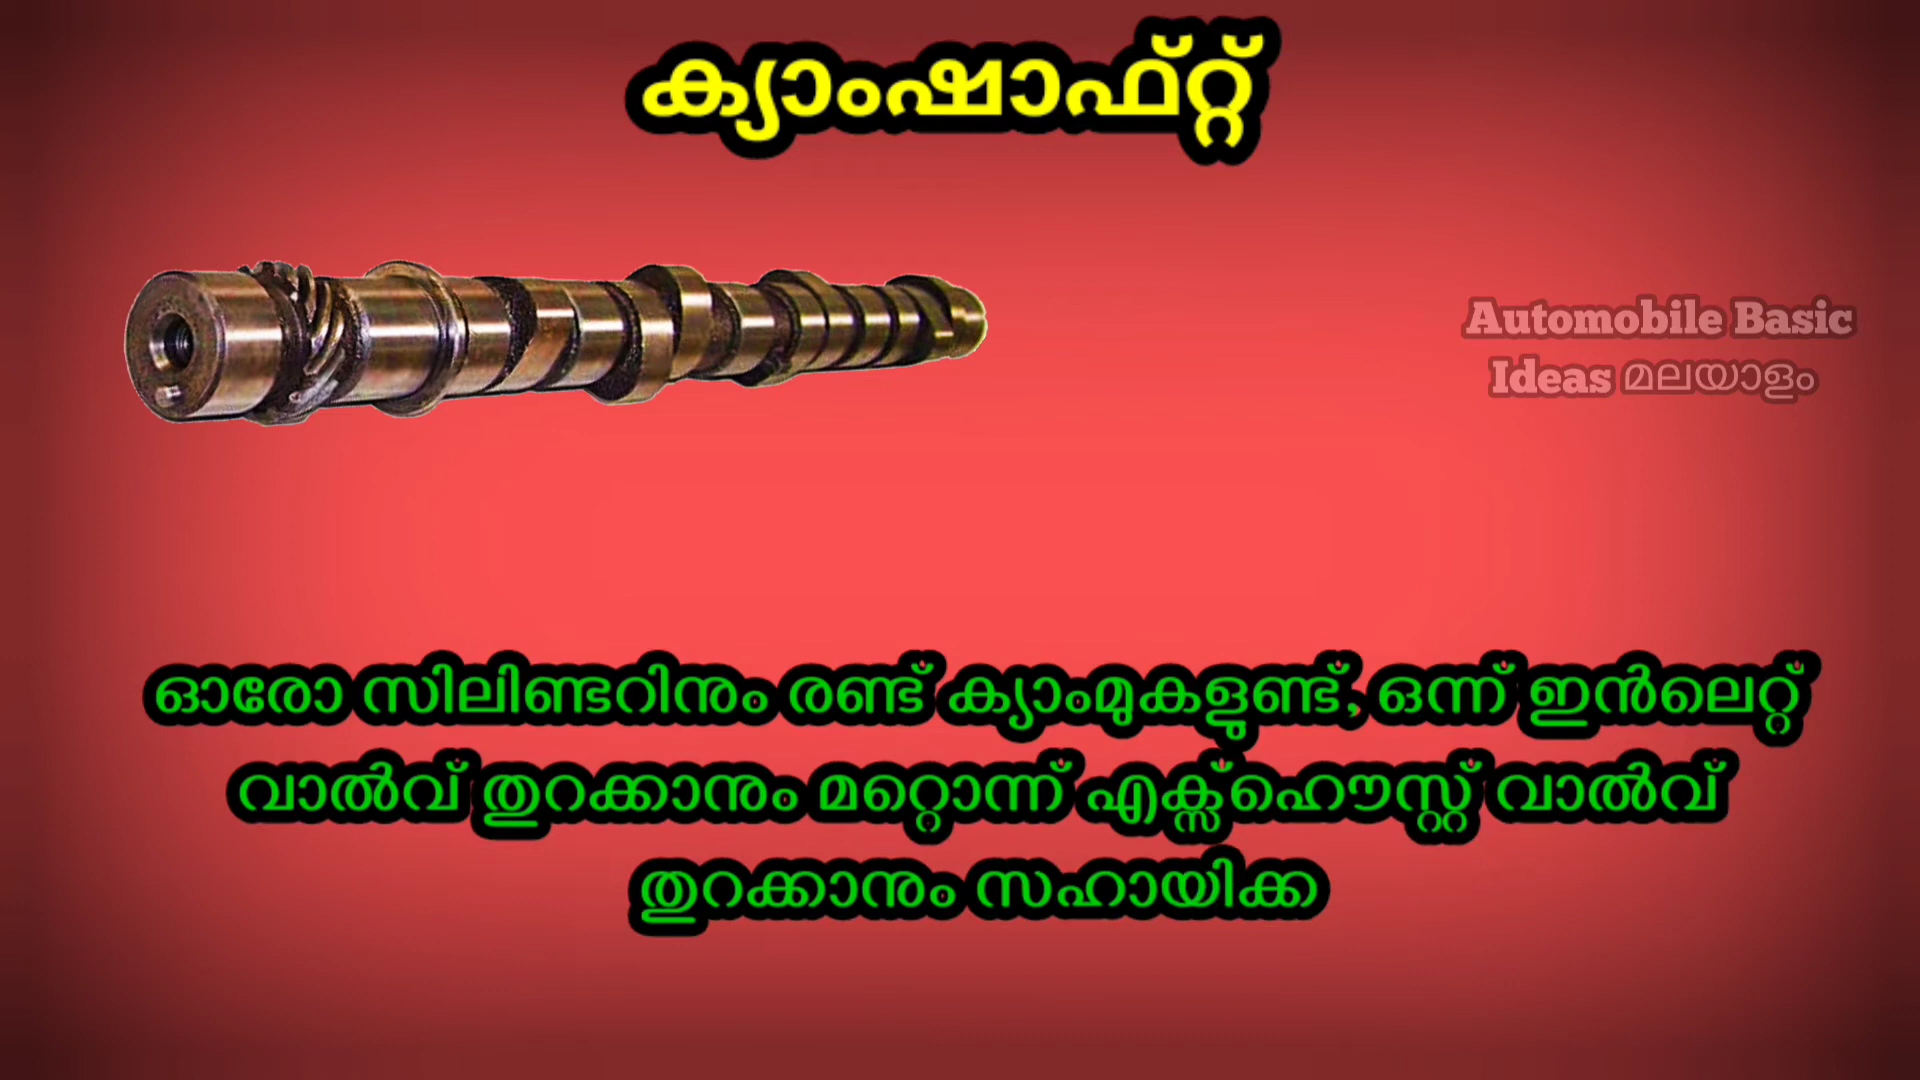 ക്യാംഷാഫ്റ്റ്
Automobile Basic
Ideas മലയാളം
ഓരോ സിലിണ്ടറിനും രണ്ട് ക്യാംമുകളുണ്ട്, ഒന്ന് ഇൻലെറ്റ്
വാൽവ് തുറക്കാനും മറ്റൊന്ന് എക്സ്ഹൌസ്റ്റ് വാൽവ്
തുറക്കാനും സഹായിക്ക